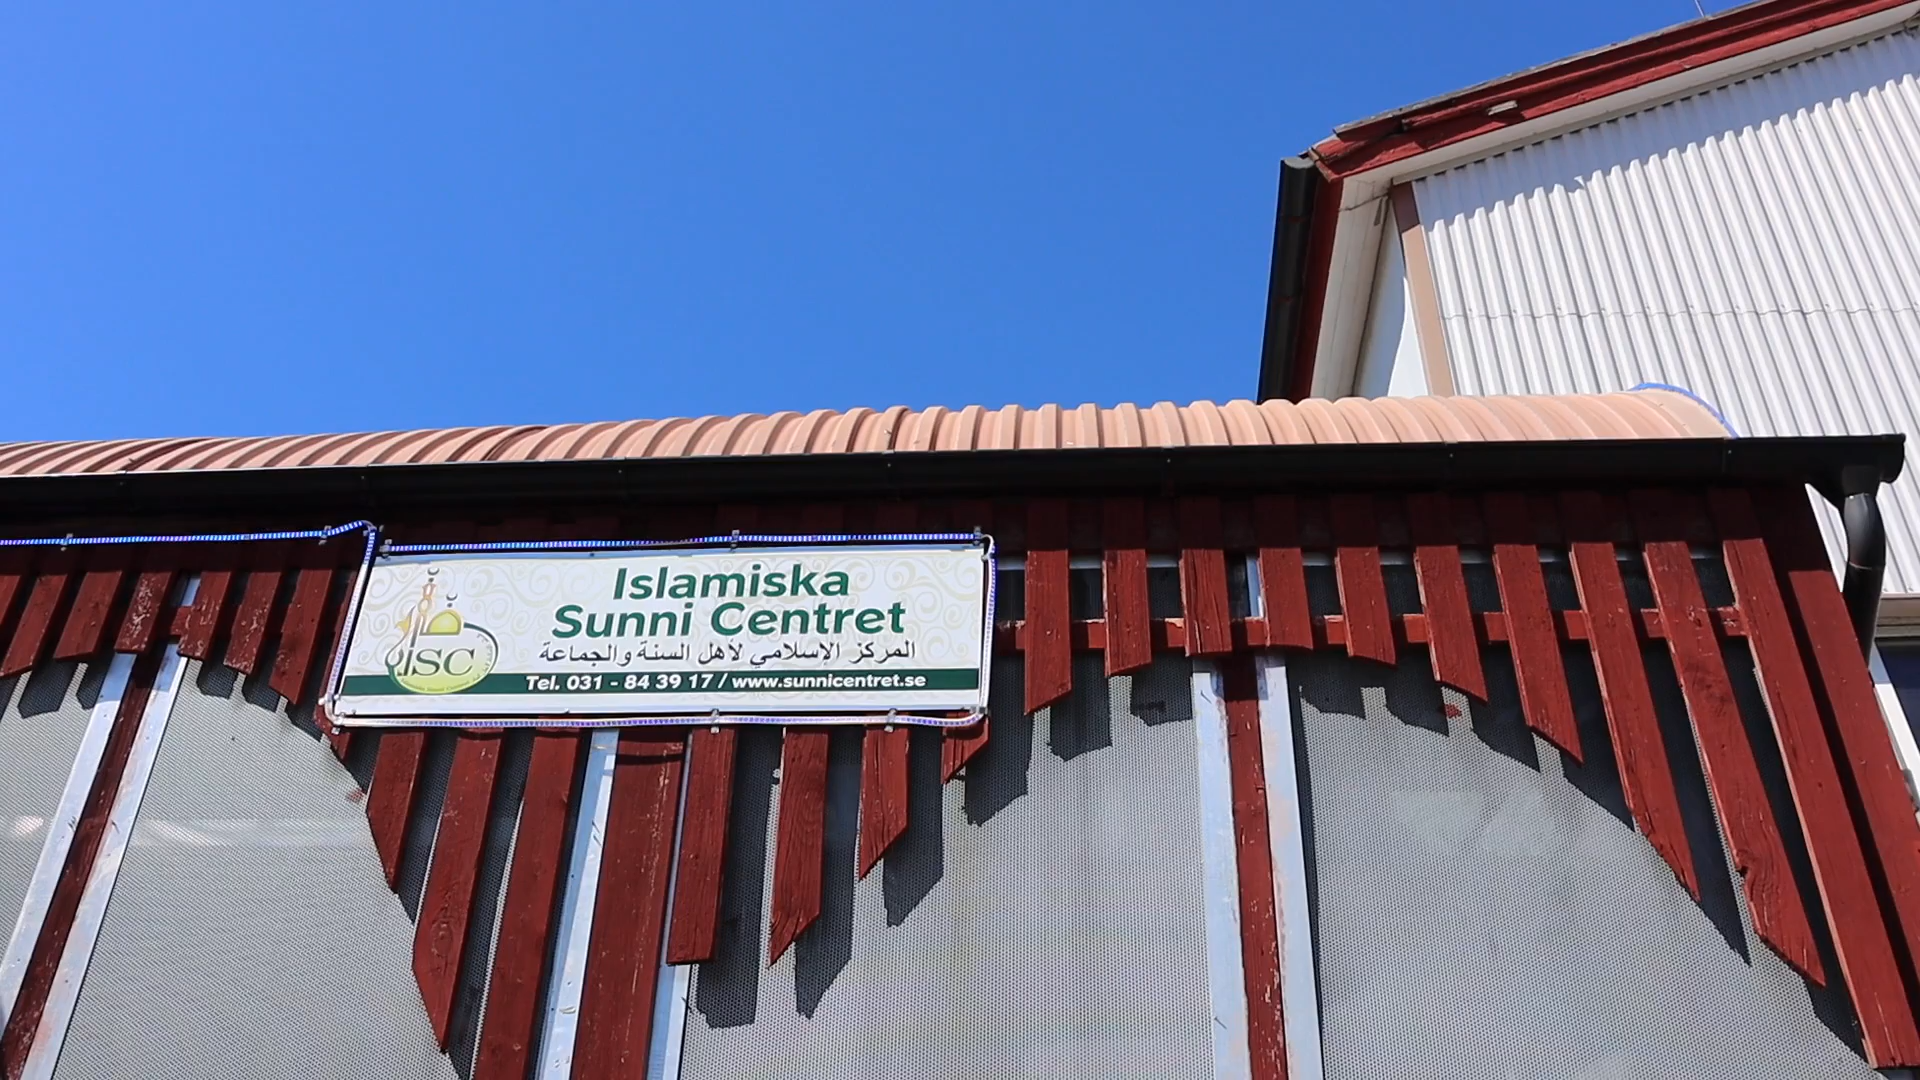 Islamiska
Sunni Centret
المركز الإسلامي لأهل السنة والجماعة
ISC
Tel. 031 - 84 39 17 / www.sunnicentret.se